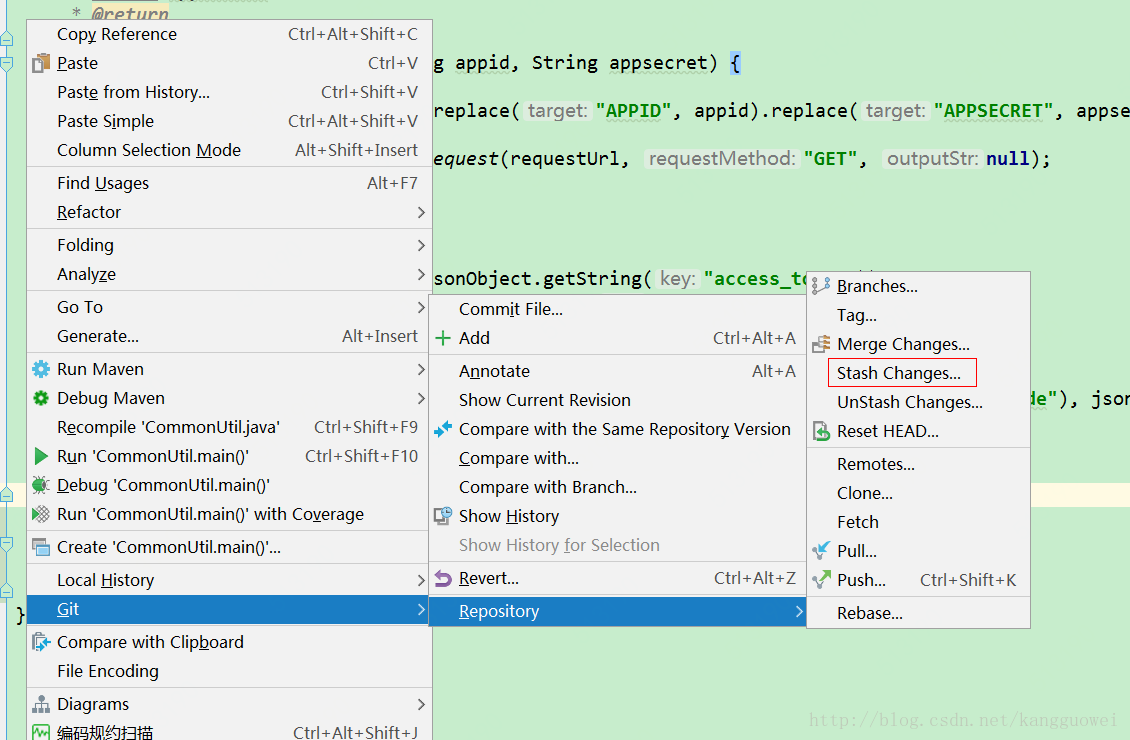 * @return
Copy Reference Ctrl+Alt+Shift+C
Paste Ctrl+V
g appid, String appsecret) {
Paste from History... Ctrl+Shift+V
replace( target: "APPID", appid).replace( target: "APPSECRET", appse
Paste Simple Ctrl+Alt+Shift+V
Column Selection Mode Alt+Shift+Insert
equest(requestUrl, requestMethod: "GET", outputStr: null);
Find Usages Alt+F7
Refactor
Folding
Analyze
sonObject.getString( key: "access_to
Go To
Generate... Alt+Insert
Run Maven
Debug Maven
de"), json
Recompile 'CommonUtil.java' Ctrl+Shift+F9
Run 'CommonUtil.main()' Ctrl+Shift+F10
Debug 'CommonUtil.main()'
Run 'CommonUtil.main()' with Coverage
Create 'CommonUtil.main()'...
Local History
Git
}
Compare with Clipboard
File Encoding
Diagrams
编码规约扫描 Ctrl+Alt+Shift+J
Commit File...
Add Ctrl+Alt+A
Annotate Alt+A
Show Current Revision
Compare with the Same Repository Version
Compare with...
Compare with Branch...
Show History
Show History for Selection
Revert... Ctrl+Alt+Z
Repository
Branches...
Tag...
Merge Changes...
Stash Changes...
UnStash Changes...
Reset HEAD...
Remotes...
Clone...
Fetch
Pull...
Push... Ctrl+Shift+K
Rebase...
http://blog.csdn.net/kangguowei